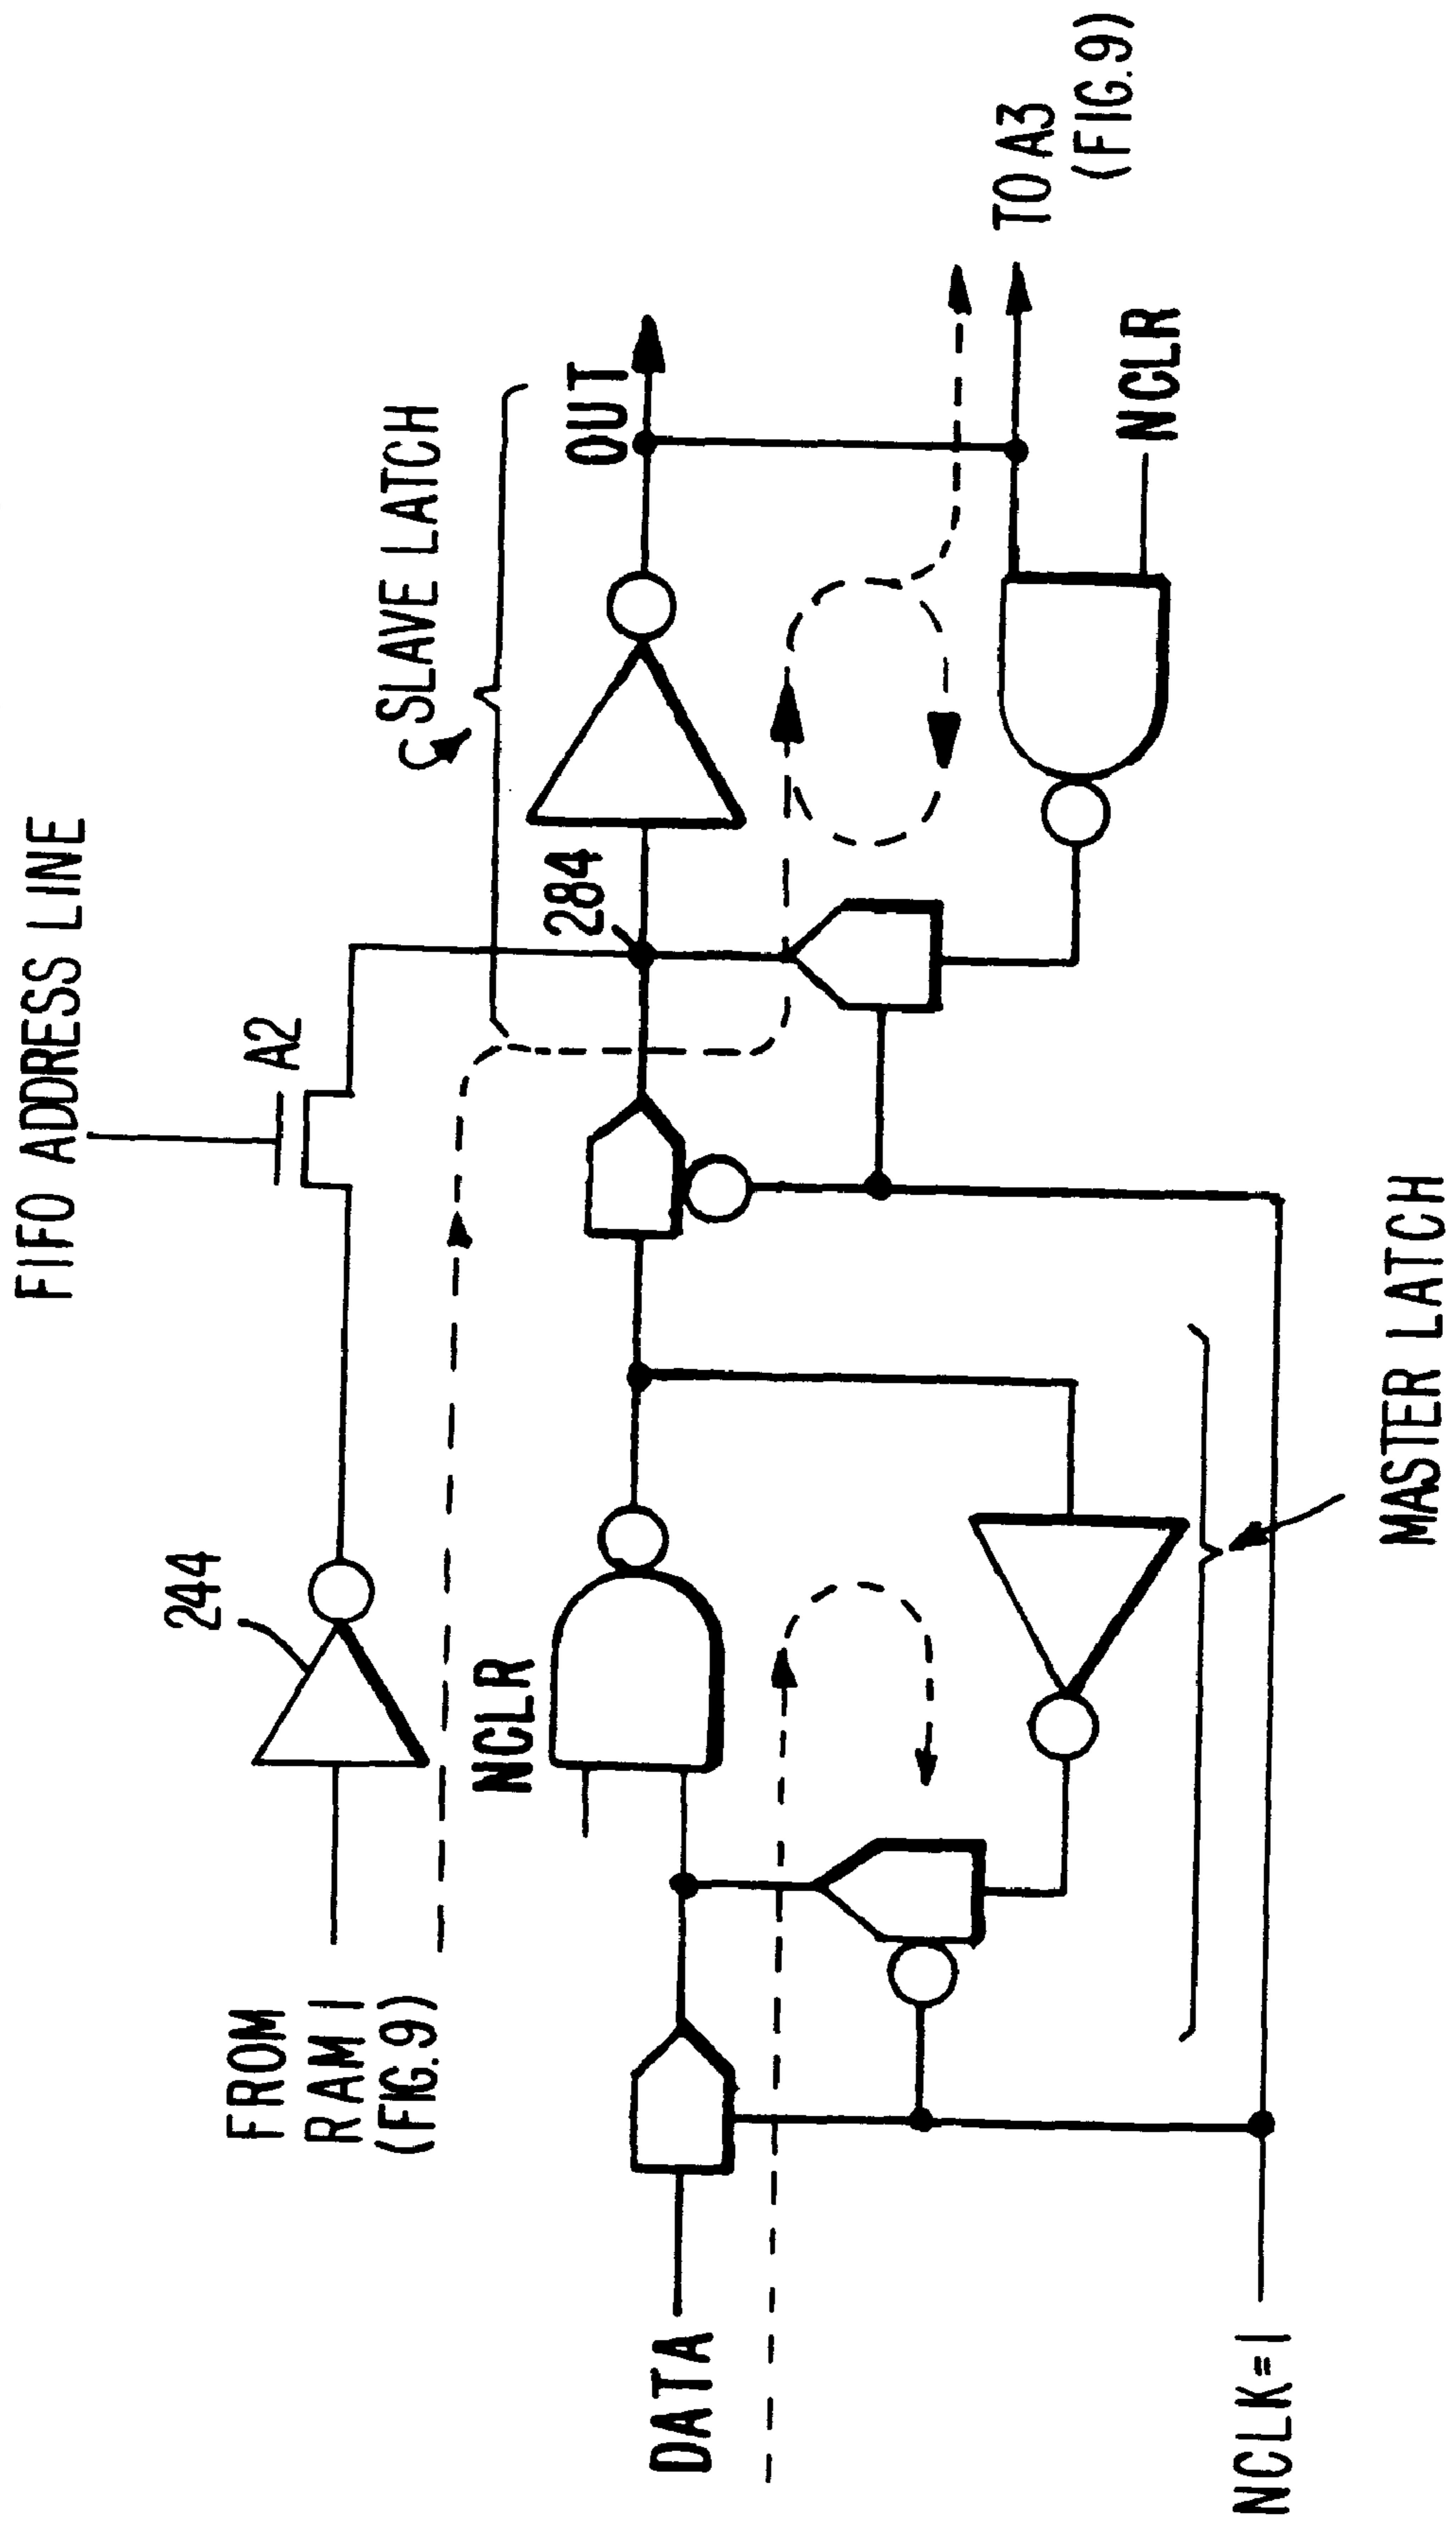 FIFO ADDRESS LINE
A2
244
FROM
RAM 1
(FIG.9)
SLAVE LATCH
284
OUT
NCLR
DATA
TO A3
(FIG.9)
NCLR
MASTER LATCH
NCLK=1